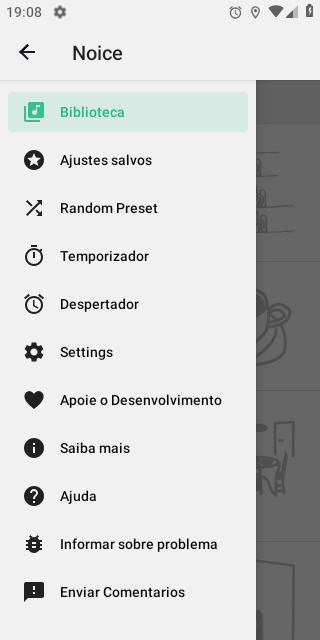 19:08
Noice
Biblioteca
Ajustes salvos
Random Preset
Temporizador
Despertador
Settings
Apoie o Desenvolvimento
Saiba mais
Ajuda
Informar sobre problema
Enviar Comentarios